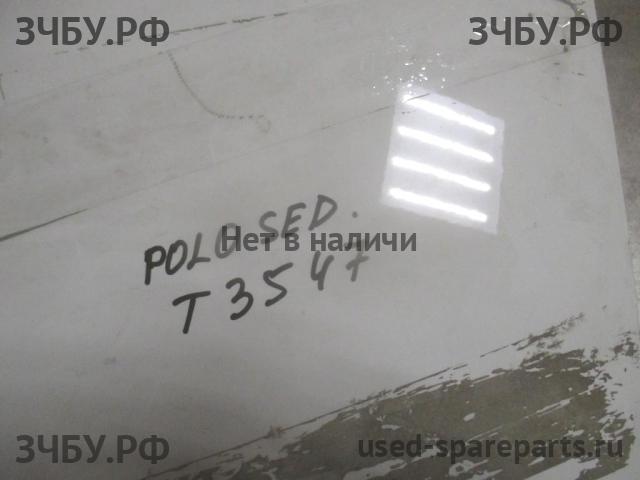 ЗЧБУ.РФ
ЗЧБУ.РФ
POLO SED.
Нет в наличи
T3547
ЗЧБУ.РФ
used-spareparts.ru